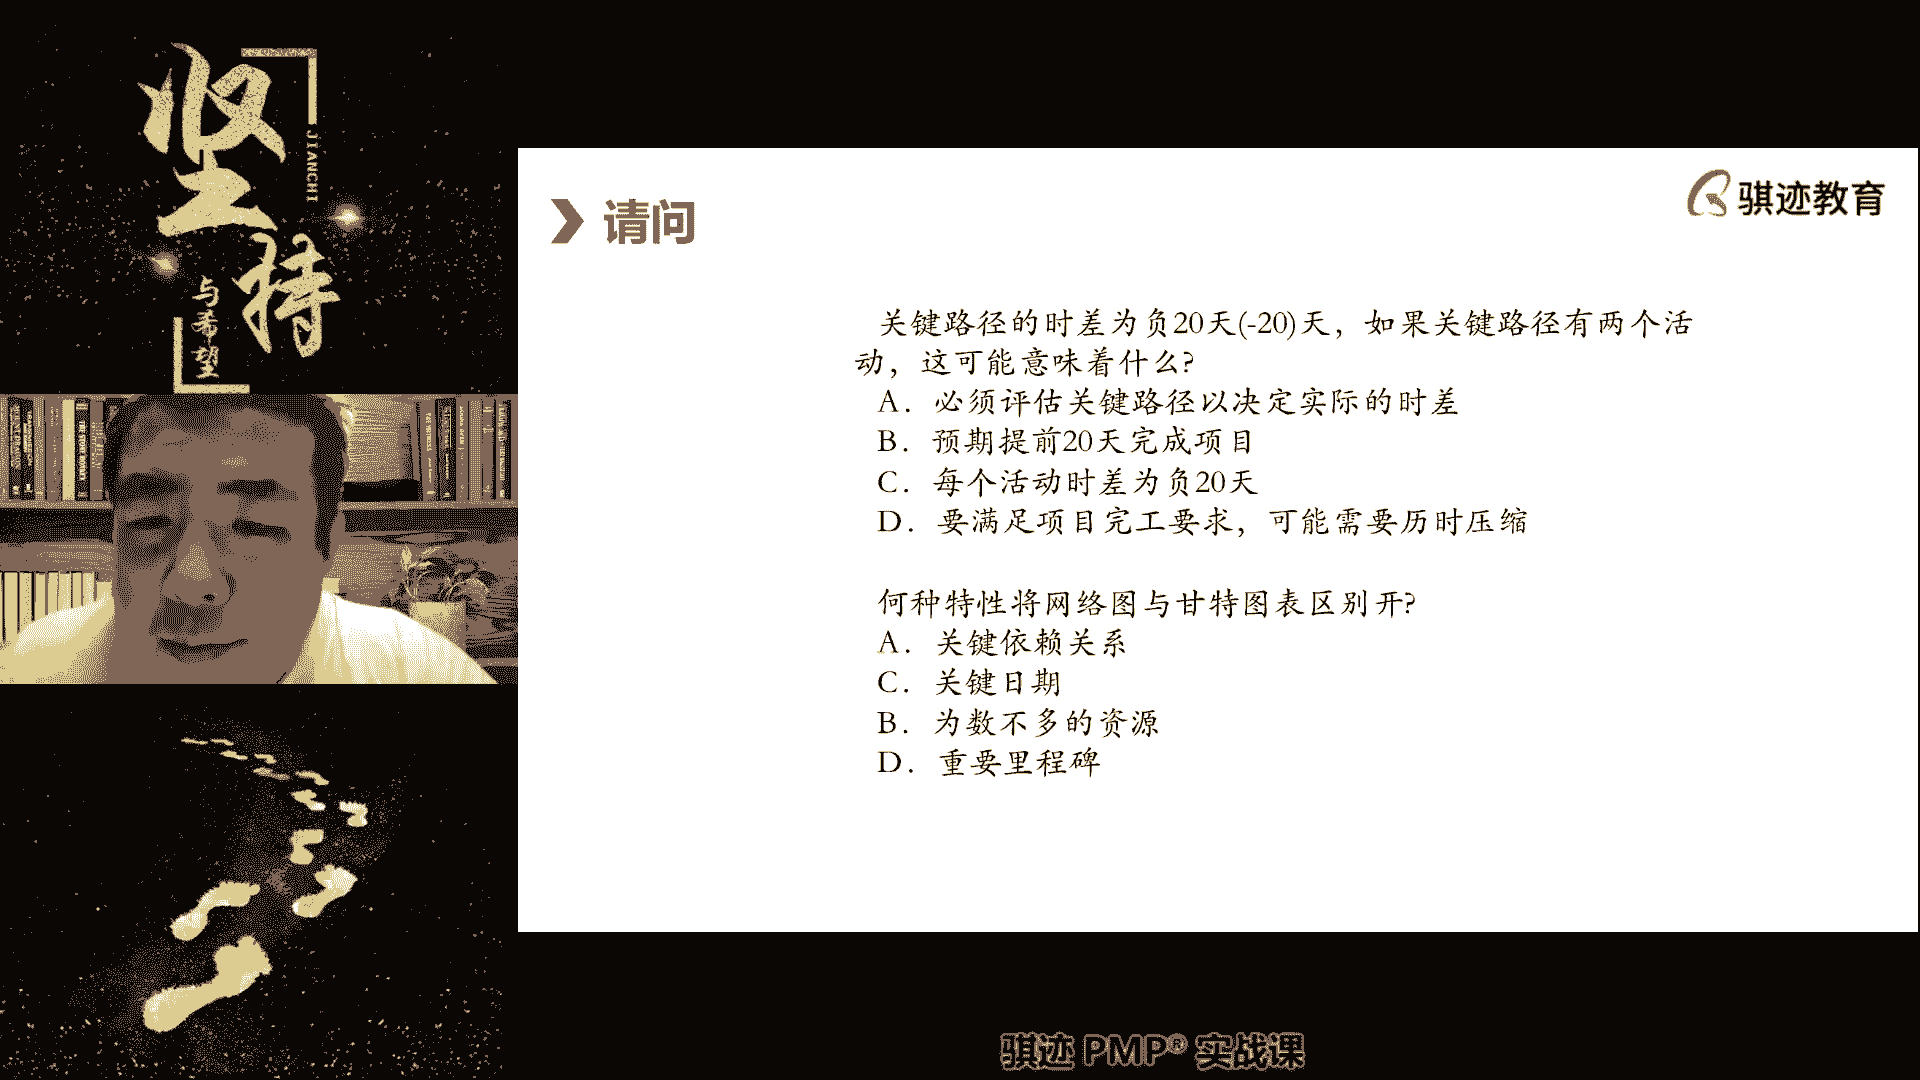 坚持
JIANCHI
与希望
请问
骐迹教育
关键路径的时差为负20天(-20)天，如果关键路径有两个活
动，这可能意味着什么?
A. 必须评估关键路径以决定实际的时差
B. 预期提前20天完成项目
C. 每个活动时差为负20天
D. 要满足项目完工要求，可能需要历时压缩
何种特性将网络图与甘特图表区别开?
A. 关键依赖关系
C. 关键日期
B. 为数不多的资源
D. 重要里程碑
骐迹 PMP® 实战课